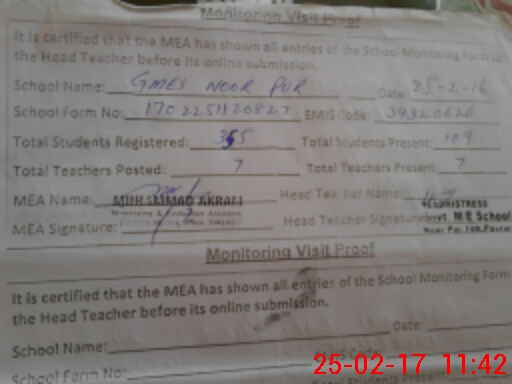 Monitoring Visit Proof
It is certified that the MEA has shown all entries of the School Monitoring Form to
the Head Teacher before its online submission.
School Name: GMES NOOR PUR Date: 25-2-16
School Form No: 1702251120827 EMIS Code: 39320626
Total Students Registered: 355 Total Students Present: 109
Total Teachers Posted: 7 Total Teachers Present: 7
MEA Name: MUHAMMAD AKRAM Head Teacher Name:
HEADMISTRESS
MEA Signature: Head Teacher Signature: Govt. M E School
Noor Pur
Monitoring Visit Proof
It is certified that the MEA has shown all entries of the School Monitoring Form
the Head Teacher before its online submission.
School Name: Date:
School Form No:
25-02-17 11:42